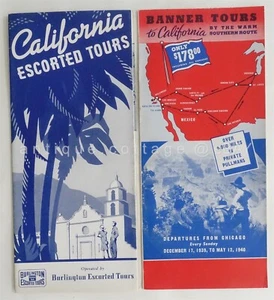 California
ESCORTED TOURS
BURLINGTON
ESCORTED TOURS
Operated by
Burlington Escorted Tours
BANNER TOURS
to California
BY THE WARM
SOUTHERN ROUTE
ONLY
$178.00
MEXICO
OVER
MILES
IN
PRIVATE
PULLMANS
DEPARTURES FROM CHICAGO
Every Sunday
DECEMBER 17, 1939, TO MAY 12, 1940